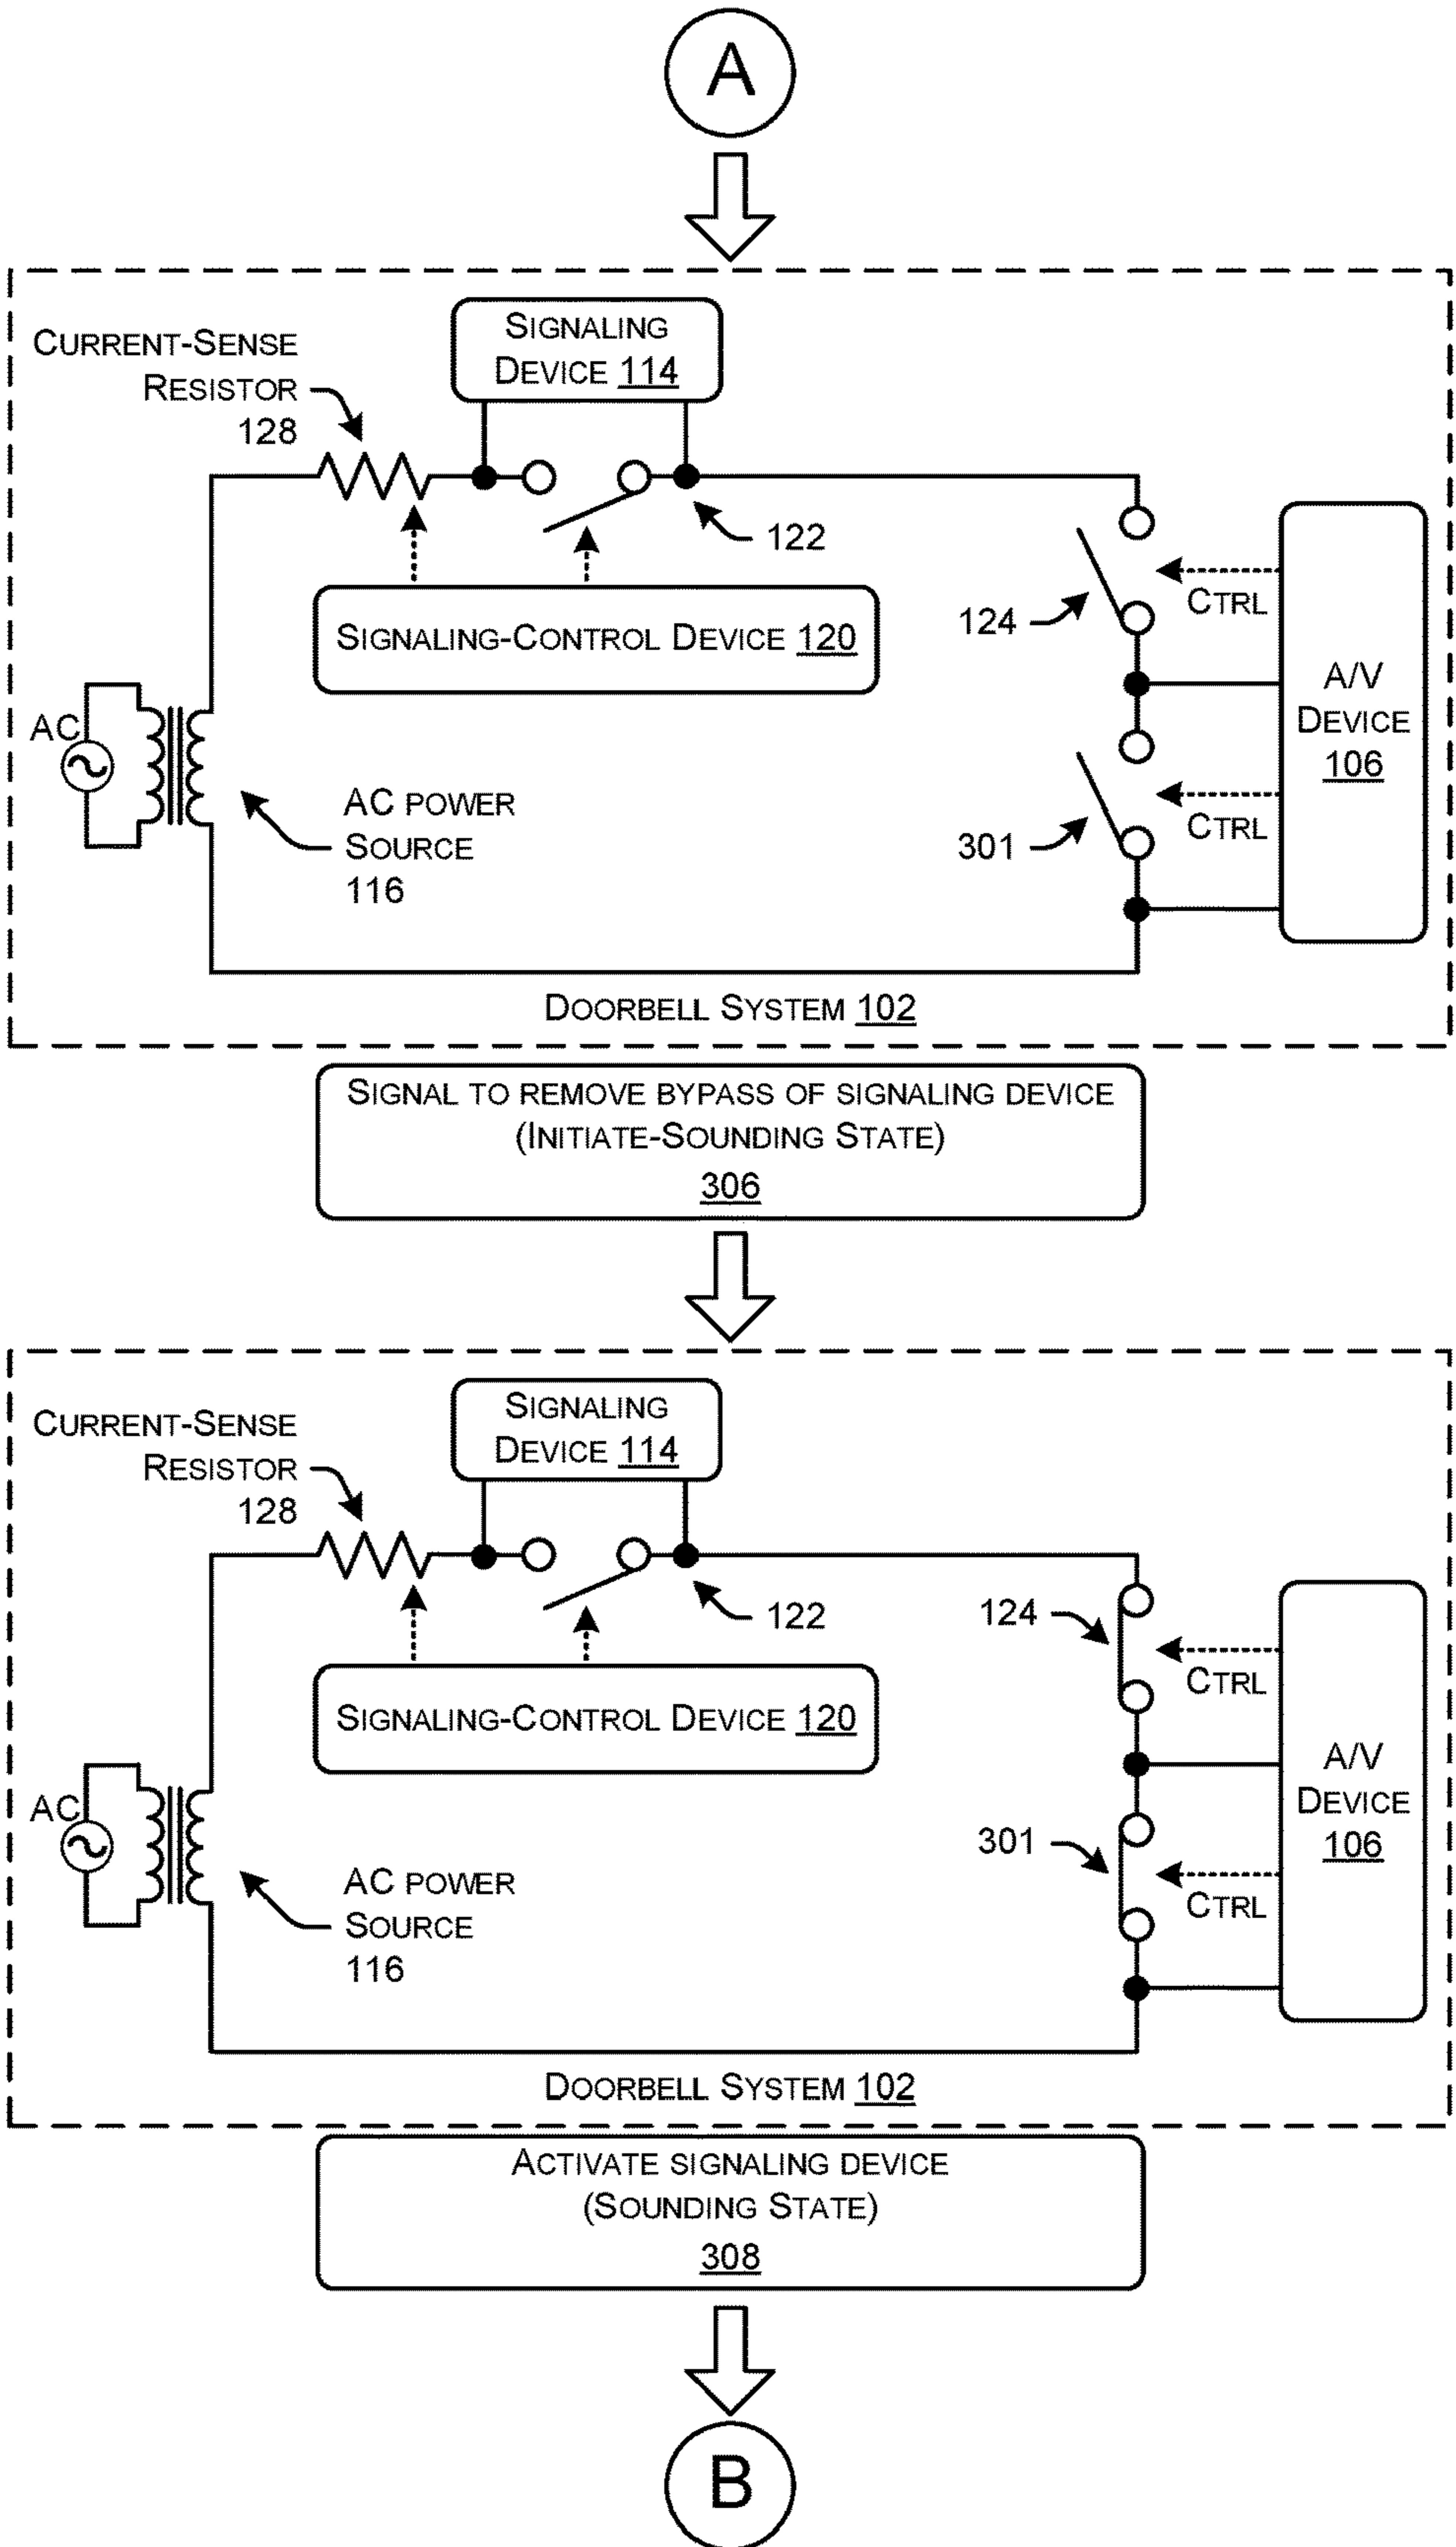 A
CURRENT-SENSE
RESISTOR
128
SIGNALING
DEVICE 114
122
SIGNALING-CONTROL DEVICE 120
124
CTRL
A/V
DEVICE
106
301
CTRL
AC
AC POWER
SOURCE
116
DOORBELL SYSTEM 102
SIGNAL TO REMOVE BYPASS OF SIGNALING DEVICE
(INITIATE-SOUNDING STATE)
306
CURRENT-SENSE
RESISTOR
128
SIGNALING
DEVICE 114
122
SIGNALING-CONTROL DEVICE 120
124
CTRL
A/V
DEVICE
106
301
CTRL
AC
AC POWER
SOURCE
116
DOORBELL SYSTEM 102
ACTIVATE SIGNALING DEVICE
(SOUNDING STATE)
308
B